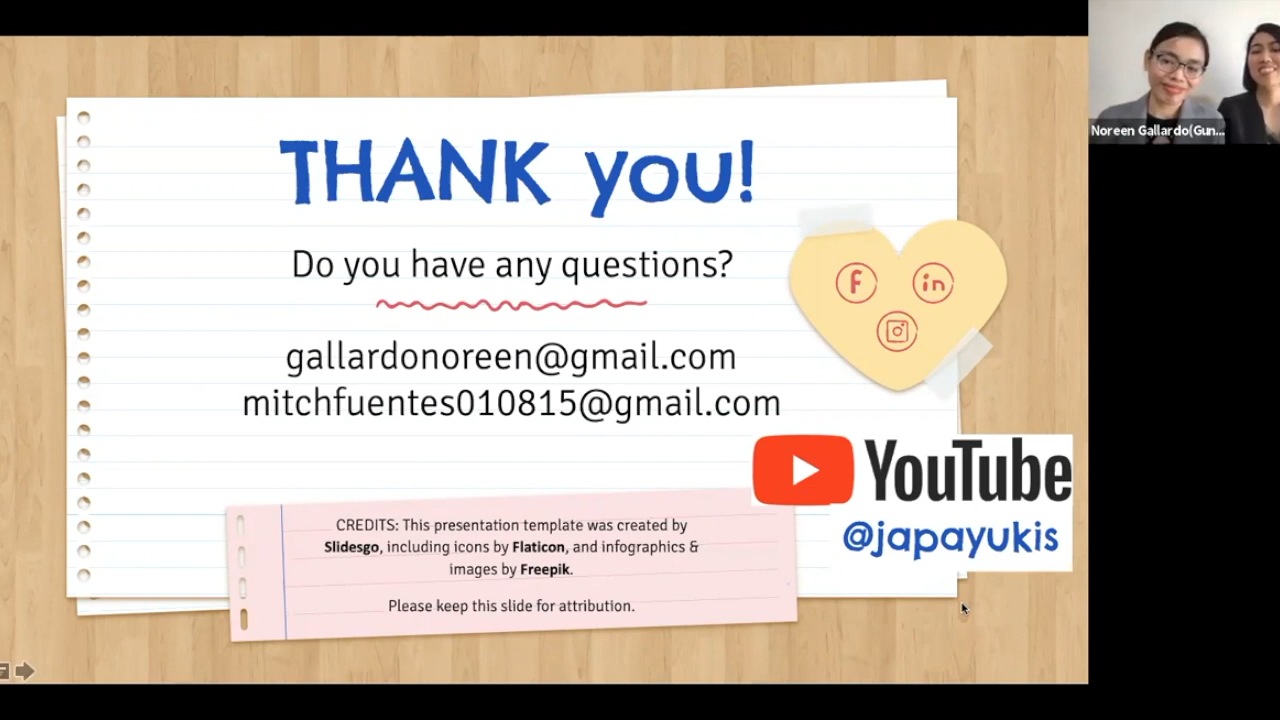 THANK you!
Do you have any questions?
gallardonoreen@gmail.com
mitchfuentes010815@gmail.com
YouTube
@japayukis
CREDITS: This presentation template was created by
Slidesgo, including icons by Flaticon, and infographics &
images by Freepik.
Please keep this slide for attribution.
Noreen Gallardo(Gun...
f
in